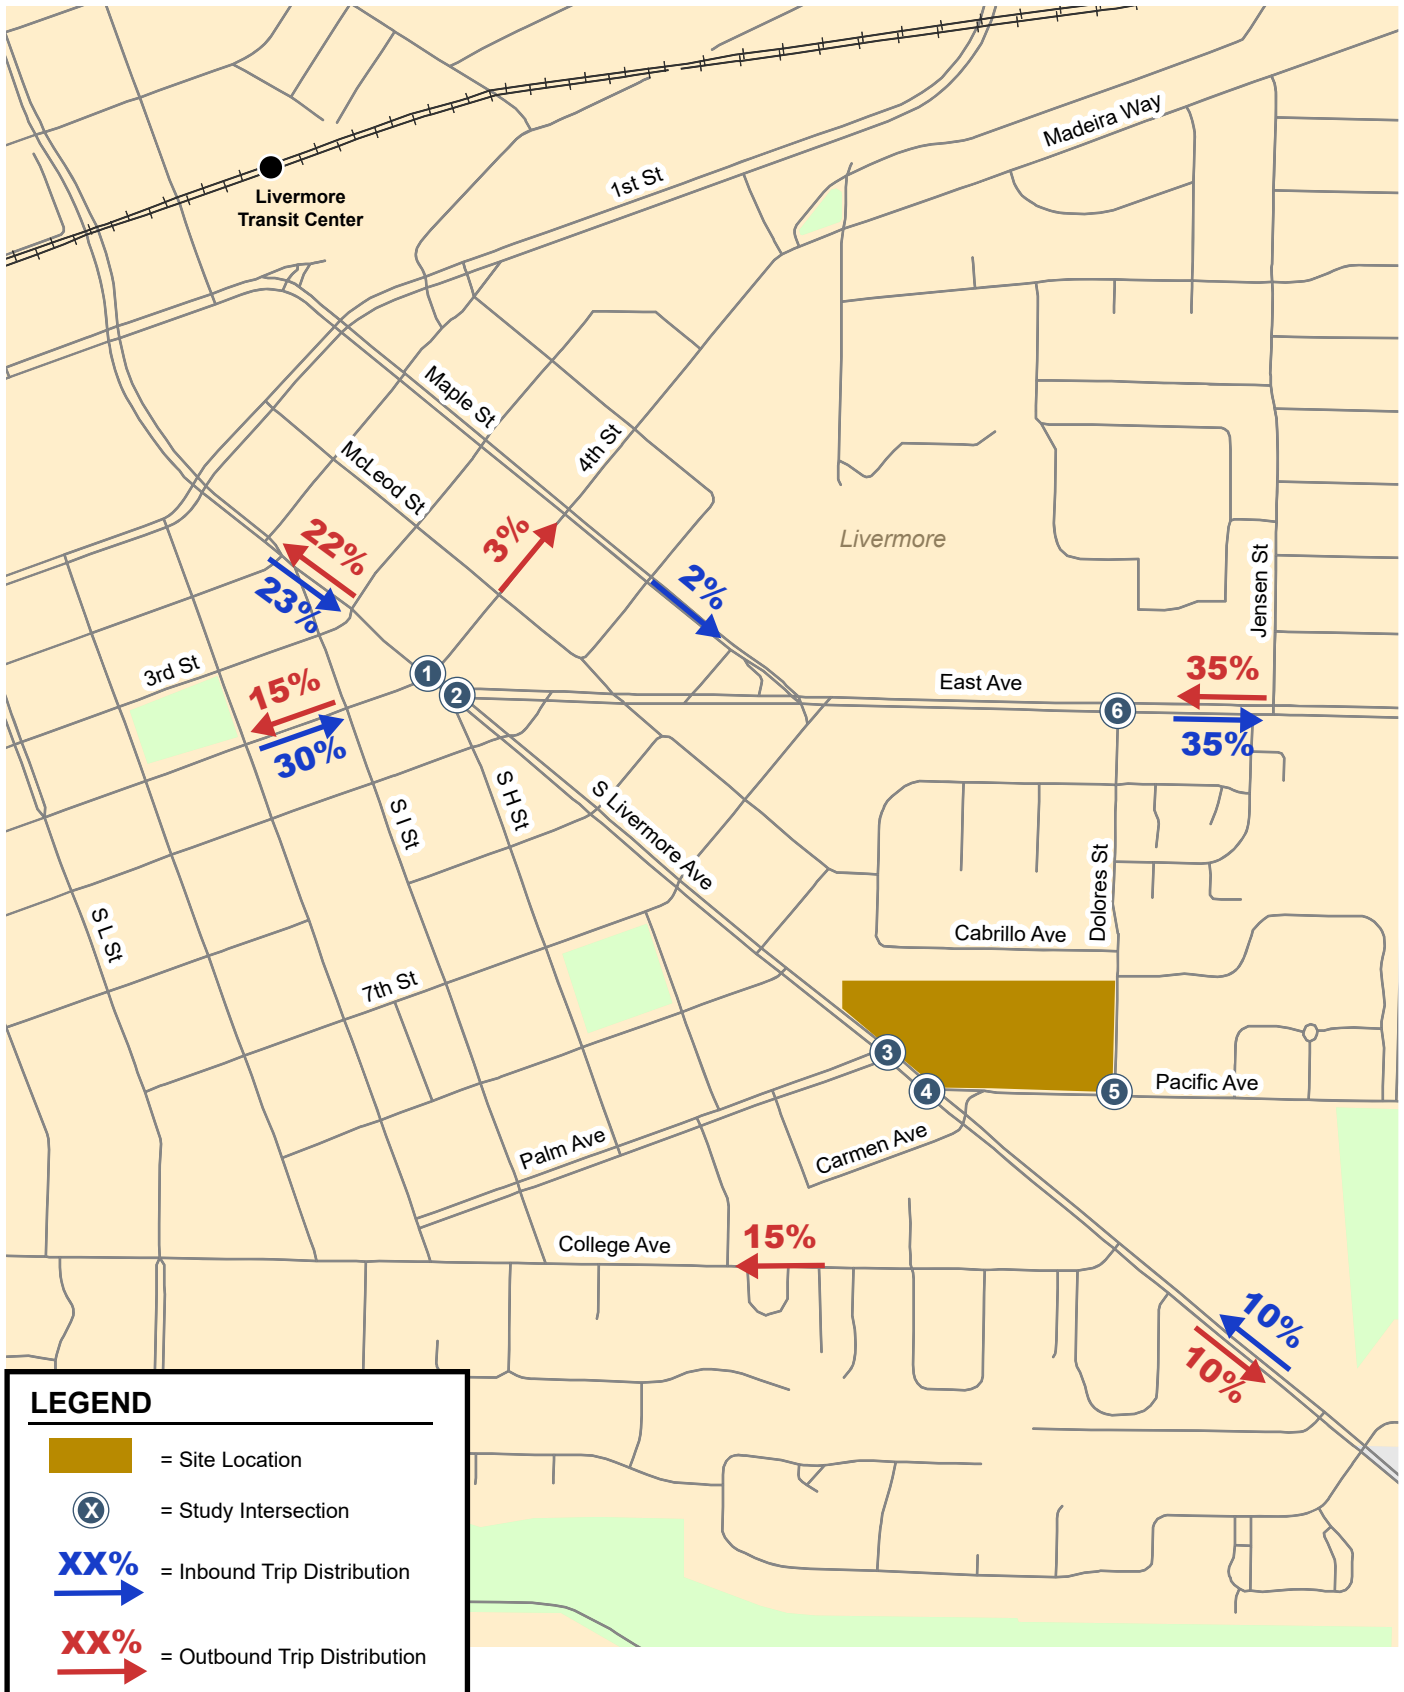 Madeira Way
1st St
Livermore
Transit Center
Maple St
4th St
McLeod St
3%
Livermore
22%
23%
2%
Jensen St
3rd St
15%
30%
1
2
East Ave
35%
6
35%
S I St
S H St
S Livermore Ave
Dolores St
S L St
Cabrillo Ave
7th St
3
4
5
Pacific Ave
Palm Ave
Carmen Ave
College Ave
15%
10%
10%
LEGEND
= Site Location
X
= Study Intersection
XX%
= Inbound Trip Distribution
XX%
= Outbound Trip Distribution